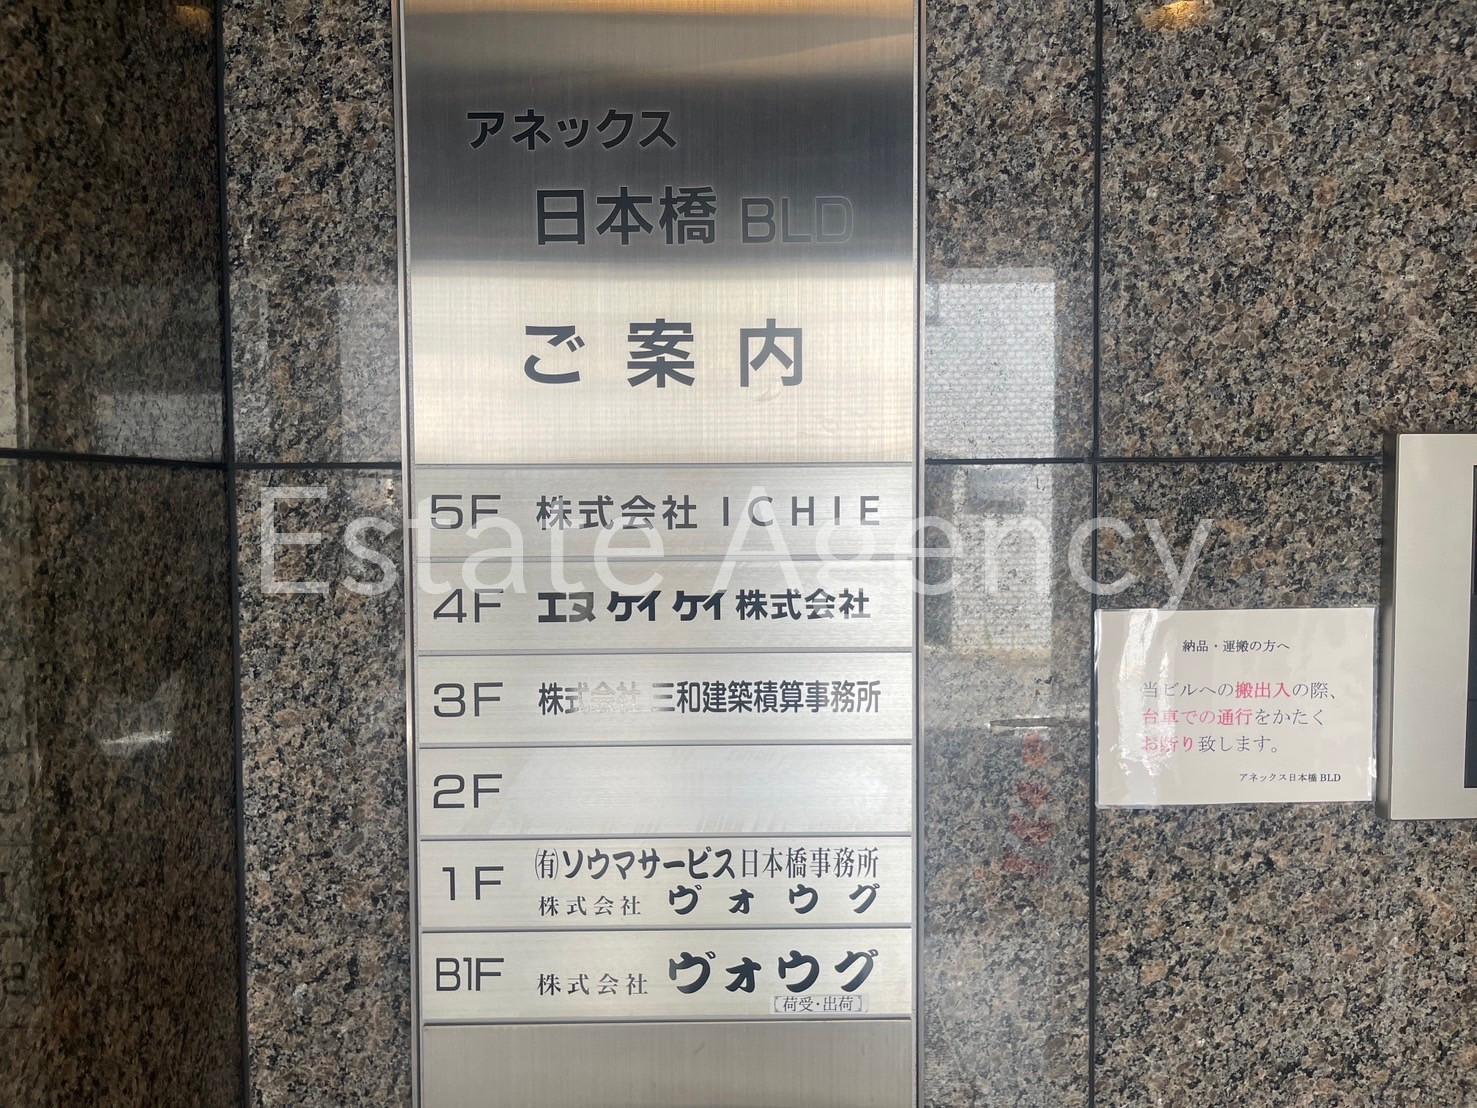 アネックス
日本橋 BLD
ご案内
5F 株式会社 ICHIE
4F エヌケイケイ株式会社
3F 株式会社 三和建築積算事務所
2F
1F ㈲ソウマサービス日本橋事務所
株式会社 ヴォウグ
B1F 株式会社 ヴォウグ
[荷受・出荷]
Estate Agency
納品・運搬の方へ
当ビルへの搬出入の際、
台車での通行をかたく
お断り致します。
アネックス日本橋 BLD